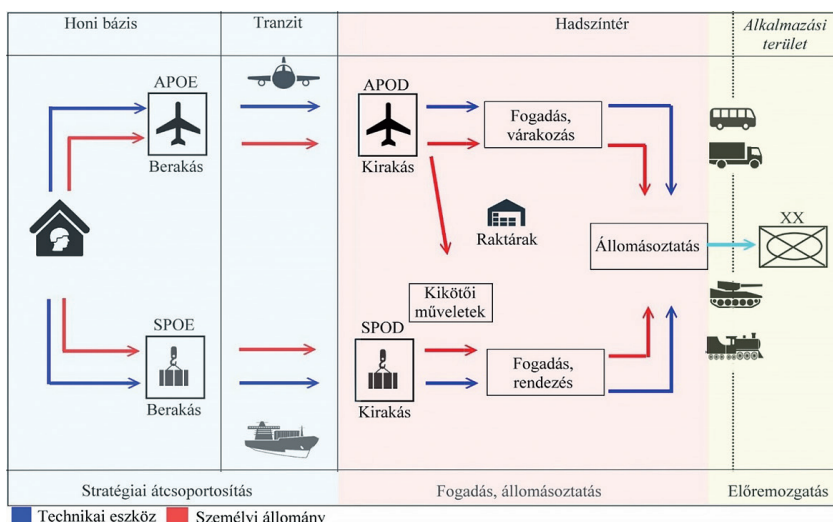 Honi bázis
Tranzit
Hadszíntér
Alkalmazási
terület
APOE
Berakás
APOD
Kirakás
Fogadás,
várakozás
Raktárak
Állomásoztatás
XX
Kikötői
műveletek
SPOE
Berakás
SPOD
Kirakás
Fogadás,
rendezés
Stratégiai átcsoportosítás
Fogadás, állomásoztatás
Előremozgatás
Technikai eszköz
Személyi állomány